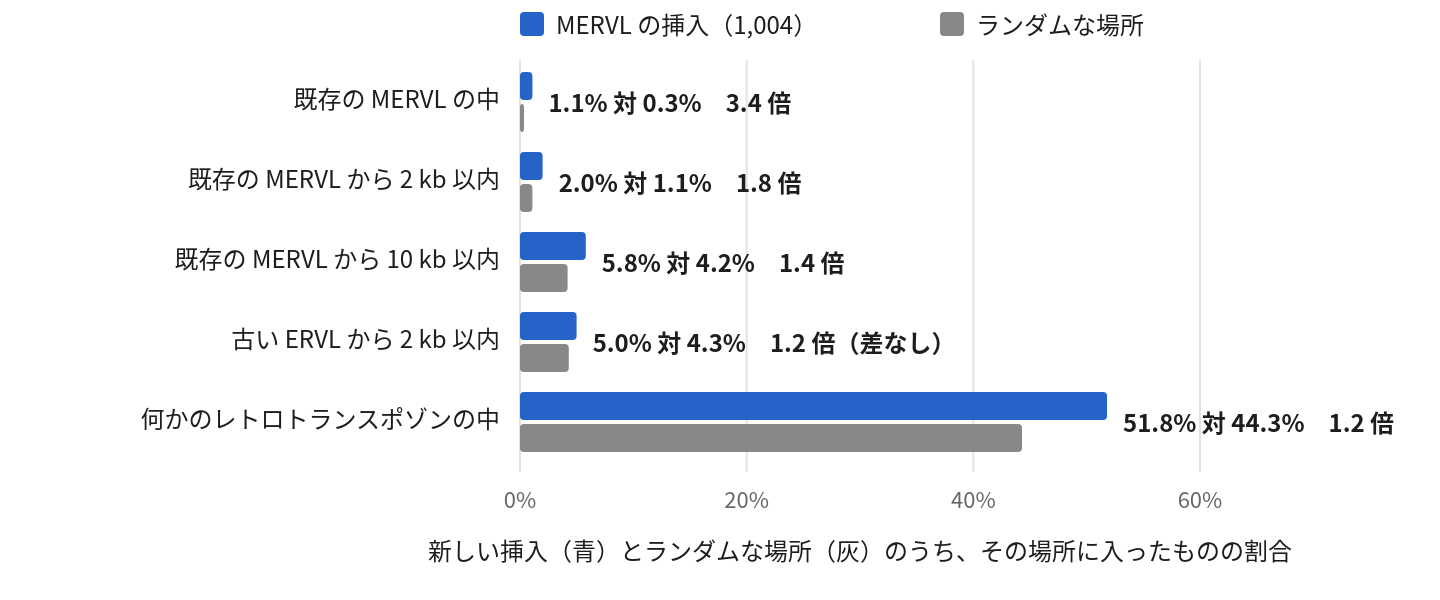 MERVL の挿入（1,004）
ランダムな場所
既存の MERVL の中
1.1% 対 0.3%　3.4 倍
既存の MERVL から 2 kb 以内
2.0% 対 1.1%　1.8 倍
既存の MERVL から 10 kb 以内
5.8% 対 4.2%　1.4 倍
古い ERVL から 2 kb 以内
5.0% 対 4.3%　1.2 倍（差なし）
何かのレトロトランスポゾンの中
51.8% 対 44.3%　1.2 倍
0%
20%
40%
60%
新しい挿入（青）とランダムな場所（灰）のうち、その場所に入ったものの割合